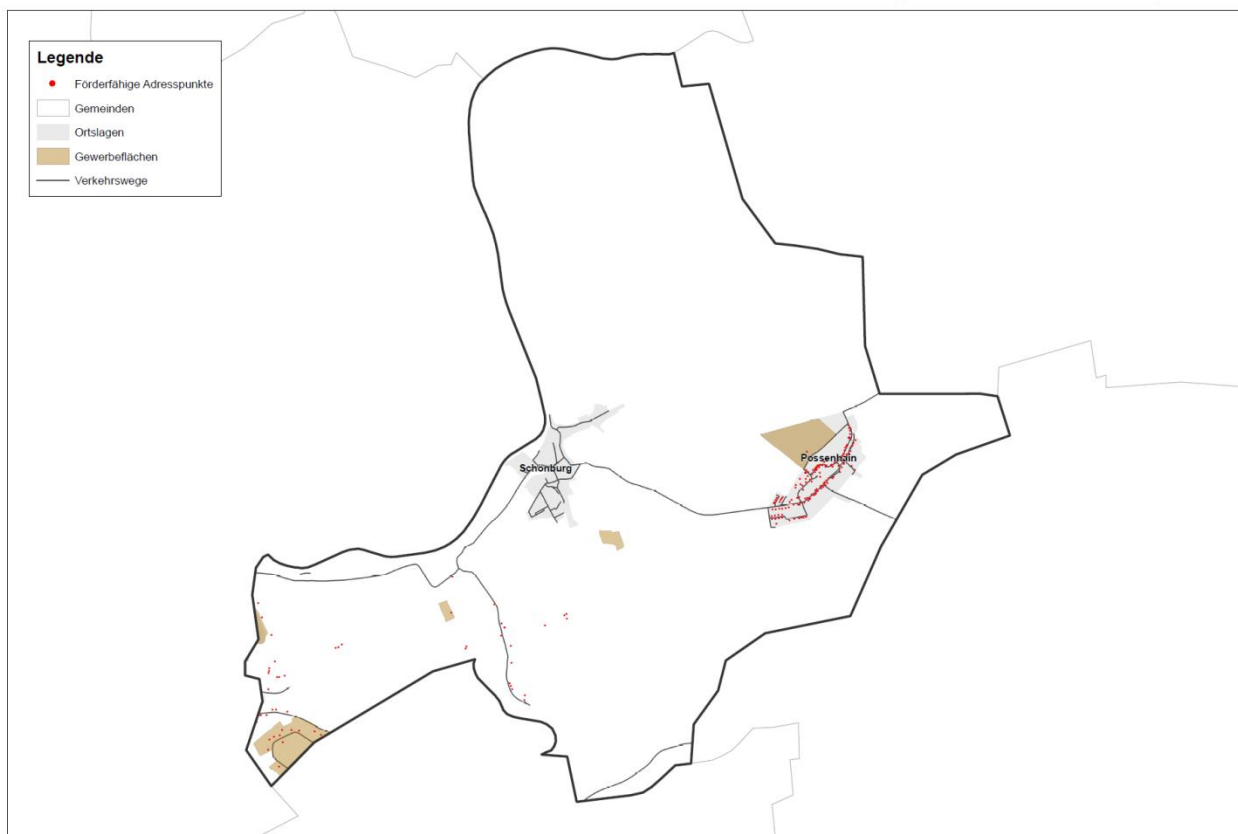 Legende
Förderfähige Adresspunkte
Gemeinden
Ortslagen
Gewerbeflächen
Verkehrswege
Schönburg
Possenhain